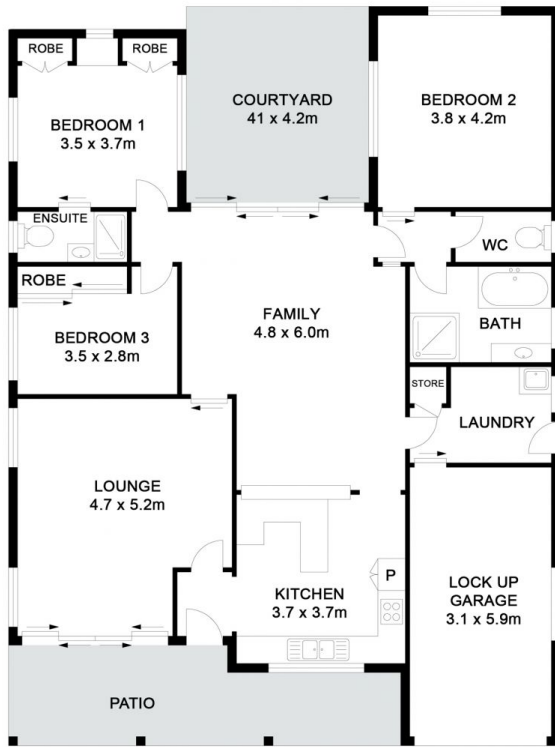 ROBE
ROBE
BEDROOM 1
3.5 x 3.7m
COURTYARD
41 x 4.2m
BEDROOM 2
3.8 x 4.2m
ENSUITE
WC
ROBE
BEDROOM 3
3.5 x 2.8m
FAMILY
4.8 x 6.0m
BATH
STORE
LAUNDRY
LOUNGE
4.7 x 5.2m
KITCHEN
3.7 x 3.7m
P
LOCK UP
GARAGE
3.1 x 5.9m
PATIO